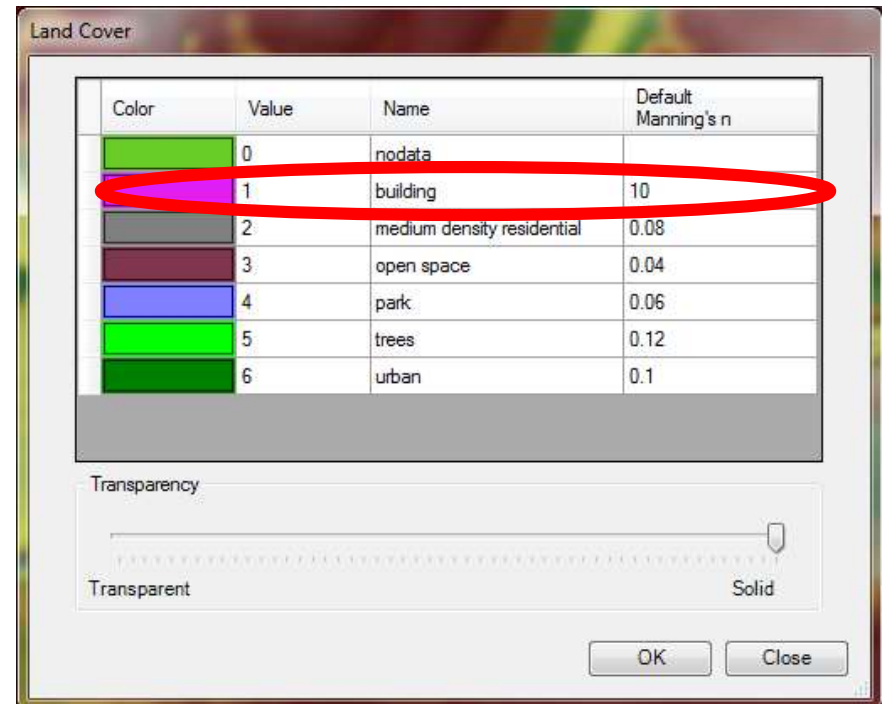 Land Cover
Color Value Name Default Manning's n
0 nodata
1 building 10
2 medium density residential 0.08
3 open space 0.04
4 park 0.06
5 trees 0.12
6 urban 0.1
Transparency
Transparent Solid
OK Close